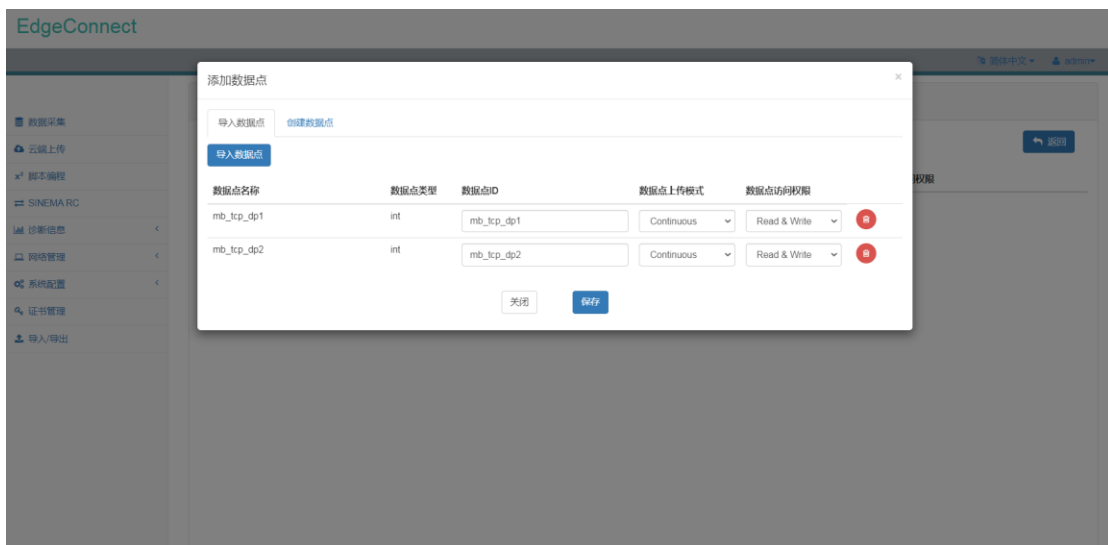 EdgeConnect
简体中文 admin
添加数据点 ×
数据采集
导入数据点 创建数据点
云端上传
导入数据点
返回
脚本编程
数据点名称 数据点类型 数据点ID 数据点上传模式 数据点访问权限
权限
SINEMA RC
mb_tcp_dp1 int mb_tcp_dp1 Continuous Read & Write
诊断信息
mb_tcp_dp2 int mb_tcp_dp2 Continuous Read & Write
网络管理
系统配置
关闭 保存
证书管理
导入/导出